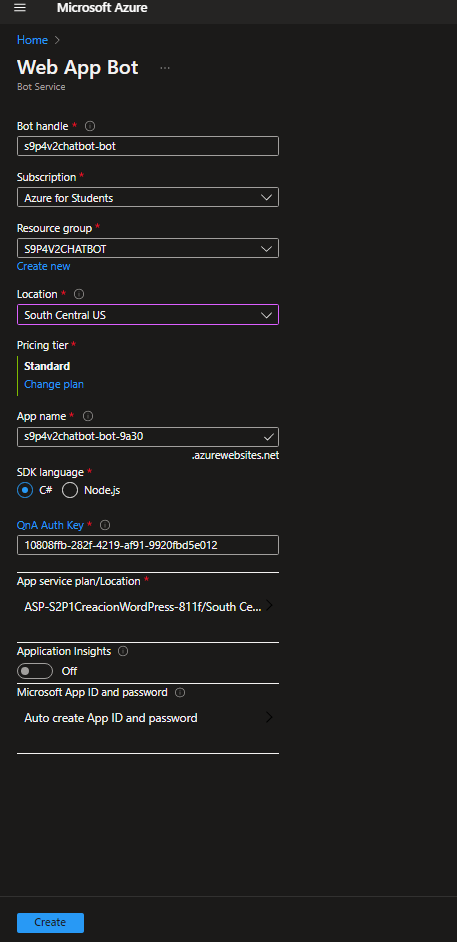 Microsoft Azure
Home >
Web App Bot ...
Bot Service
Bot handle *
s9p4v2chatbot-bot
Subscription *
Azure for Students
Resource group *
S9P4V2CHATBOT
Create new
Location *
South Central US
Pricing tier *
Standard
Change plan
App name *
s9p4v2chatbot-bot-9a30
.azurewebsites.net
SDK language *
C# Node.js
QnA Auth Key *
10808ffb-282f-4219-af91-9920fbd5e012
App service plan/Location *
ASP-S2P1CreacionWordPress-811f/South Ce...
Application Insights
Off
Microsoft App ID and password
Auto create App ID and password
Create